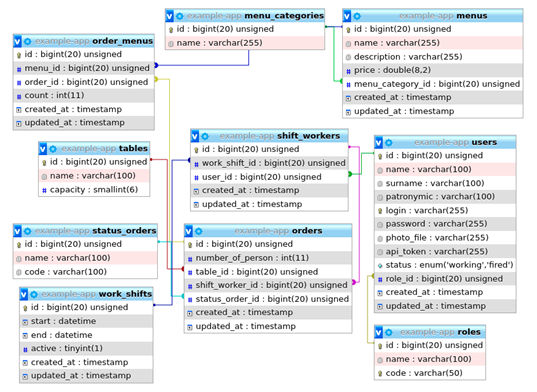 example-app menu_categories
id : bigint(20) unsigned
name : varchar(255)
example-app menus
id : bigint(20) unsigned
name : varchar(255)
description : varchar(255)
price : double(8,2)
menu_category_id : bigint(20) unsigned
created_at : timestamp
updated_at : timestamp
example-app order_menus
id : bigint(20) unsigned
menu_id : bigint(20) unsigned
order_id : bigint(20) unsigned
count : int(11)
created_at : timestamp
updated_at : timestamp
example-app shift_workers
id : bigint(20) unsigned
work_shift_id : bigint(20) unsigned
user_id : bigint(20) unsigned
created_at : timestamp
updated_at : timestamp
example-app users
id : bigint(20) unsigned
name : varchar(100)
surname : varchar(100)
patronymic : varchar(100)
login : varchar(255)
password : varchar(255)
photo_file : varchar(255)
api_token : varchar(255)
status : enum('working','fired')
role_id : bigint(20) unsigned
created_at : timestamp
updated_at : timestamp
example-app tables
id : bigint(20) unsigned
name : varchar(100)
capacity : smallint(6)
example-app status_orders
id : bigint(20) unsigned
name : varchar(100)
code : varchar(100)
example-app orders
id : bigint(20) unsigned
number_of_person : int(11)
table_id : bigint(20) unsigned
shift_worker_id : bigint(20) unsigned
status_order_id : bigint(20) unsigned
created_at : timestamp
updated_at : timestamp
example-app work_shifts
id : bigint(20) unsigned
start : datetime
end : datetime
active : tinyint(1)
created_at : timestamp
updated_at : timestamp
example-app roles
id : bigint(20) unsigned
name : varchar(100)
code : varchar(50)